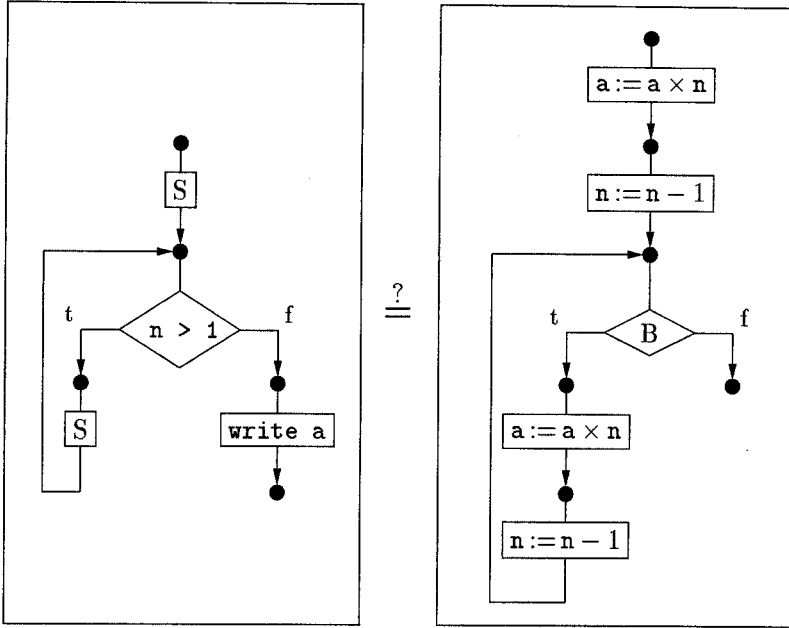 S
t
n > 1
f
S
write a
?
=
a := a × n
n := n − 1
t
B
f
a := a × n
n := n − 1